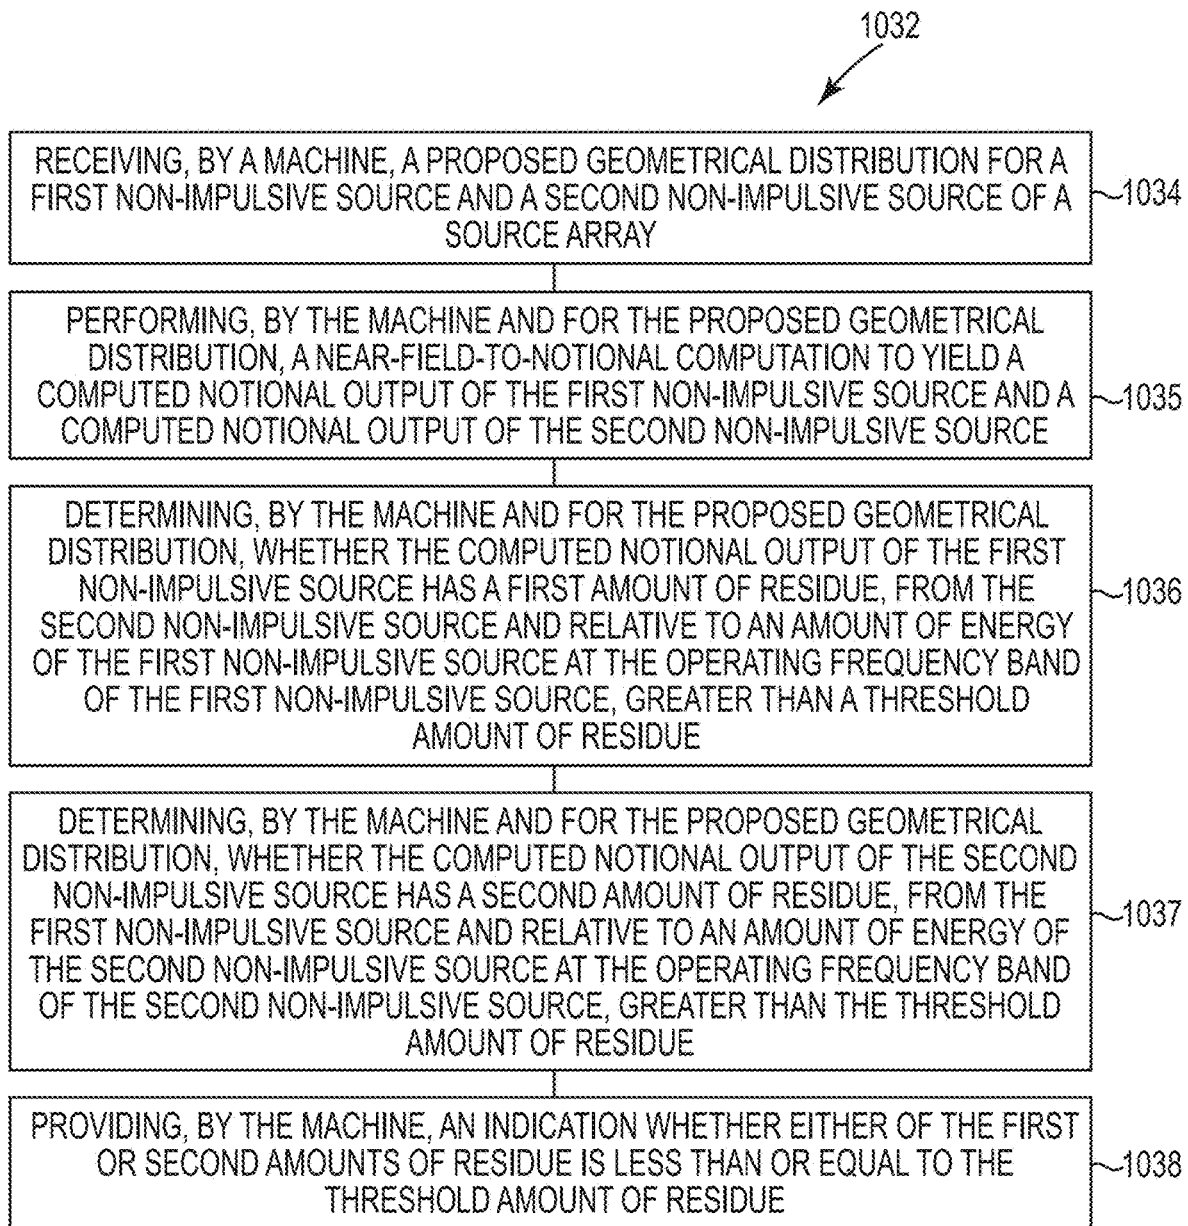 1032
RECEIVING, BY A MACHINE, A PROPOSED GEOMETRICAL DISTRIBUTION FOR A
FIRST NON-IMPULSIVE SOURCE AND A SECOND NON-IMPULSIVE SOURCE OF A
SOURCE ARRAY
1034
PERFORMING, BY THE MACHINE AND FOR THE PROPOSED GEOMETRICAL
DISTRIBUTION, A NEAR-FIELD-TO-NOTIONAL COMPUTATION TO YIELD A
COMPUTED NOTIONAL OUTPUT OF THE FIRST NON-IMPULSIVE SOURCE AND A
COMPUTED NOTIONAL OUTPUT OF THE SECOND NON-IMPULSIVE SOURCE
1035
DETERMINING, BY THE MACHINE AND FOR THE PROPOSED GEOMETRICAL
DISTRIBUTION, WHETHER THE COMPUTED NOTIONAL OUTPUT OF THE FIRST
NON-IMPULSIVE SOURCE HAS A FIRST AMOUNT OF RESIDUE, FROM THE
SECOND NON-IMPULSIVE SOURCE AND RELATIVE TO AN AMOUNT OF ENERGY
OF THE FIRST NON-IMPULSIVE SOURCE AT THE OPERATING FREQUENCY BAND
OF THE FIRST NON-IMPULSIVE SOURCE, GREATER THAN A THRESHOLD
AMOUNT OF RESIDUE
1036
DETERMINING, BY THE MACHINE AND FOR THE PROPOSED GEOMETRICAL
DISTRIBUTION, WHETHER THE COMPUTED NOTIONAL OUTPUT OF THE SECOND
NON-IMPULSIVE SOURCE HAS A SECOND AMOUNT OF RESIDUE, FROM THE
FIRST NON-IMPULSIVE SOURCE AND RELATIVE TO AN AMOUNT OF ENERGY OF
THE SECOND NON-IMPULSIVE SOURCE AT THE OPERATING FREQUENCY BAND
OF THE SECOND NON-IMPULSIVE SOURCE, GREATER THAN THE THRESHOLD
AMOUNT OF RESIDUE
1037
PROVIDING, BY THE MACHINE, AN INDICATION WHETHER EITHER OF THE FIRST
OR SECOND AMOUNTS OF RESIDUE IS LESS THAN OR EQUAL TO THE
THRESHOLD AMOUNT OF RESIDUE
1038